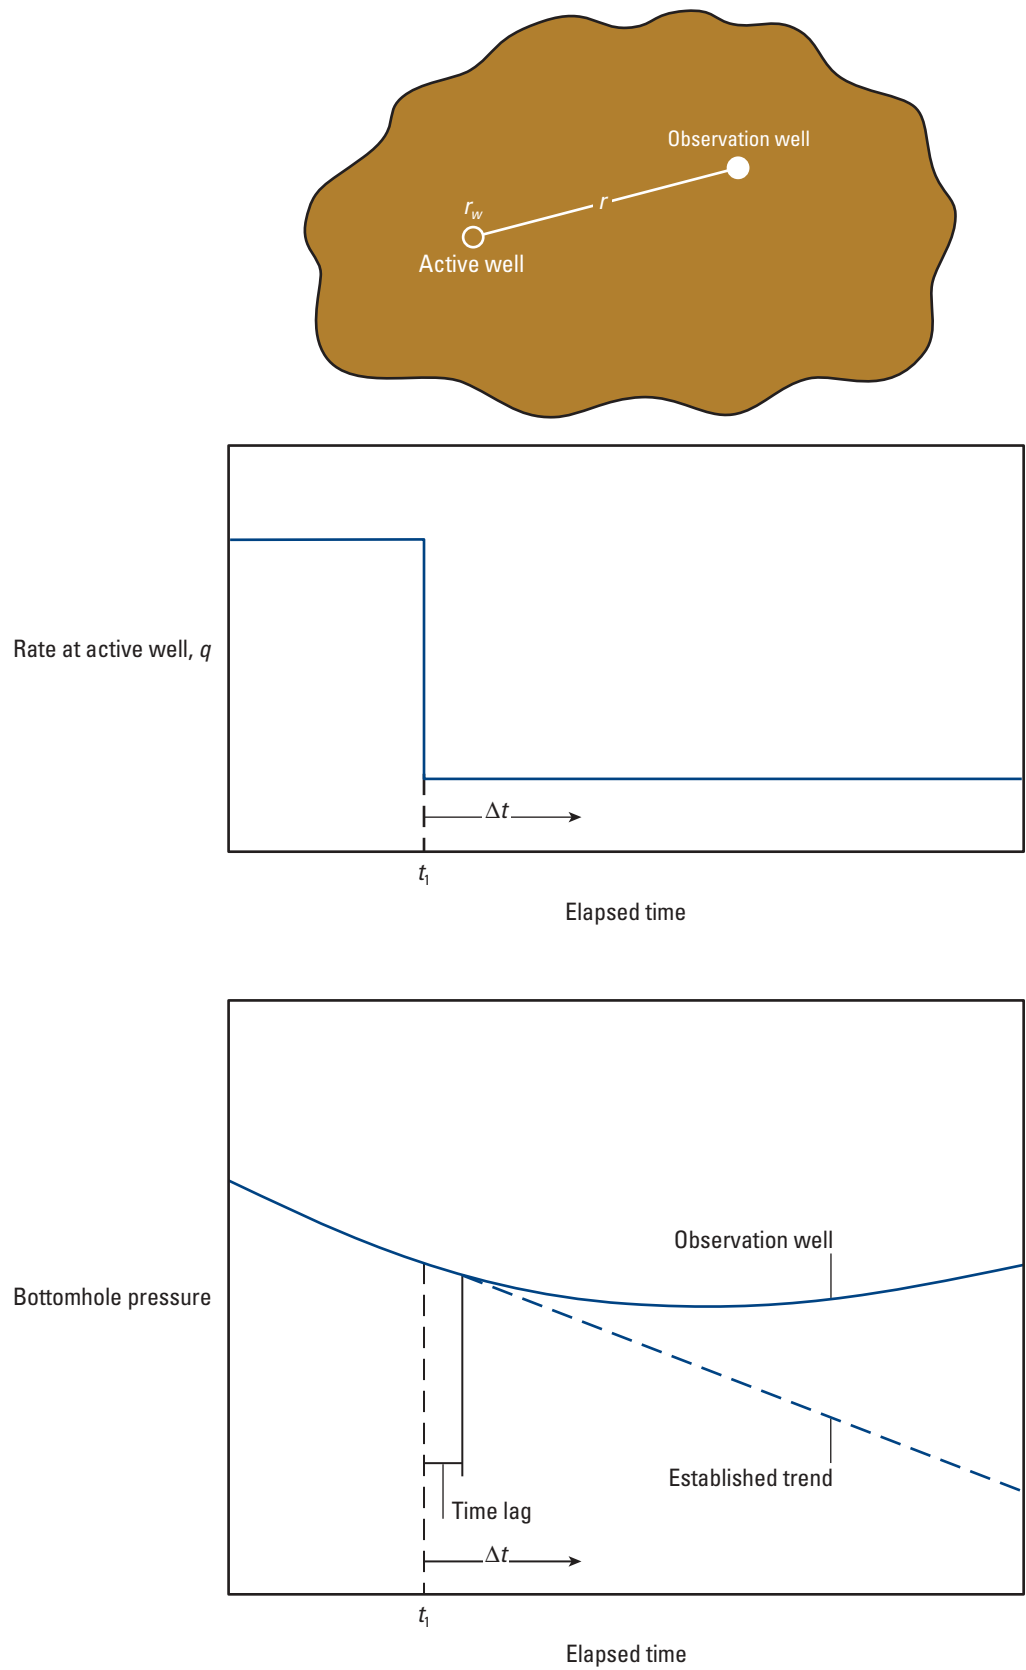 Observation well
r
r_w
Active well
Rate at active well, q
Δt
t₁
Elapsed time
Observation well
Bottomhole pressure
Established trend
Time lag
Δt
t₁
Elapsed time